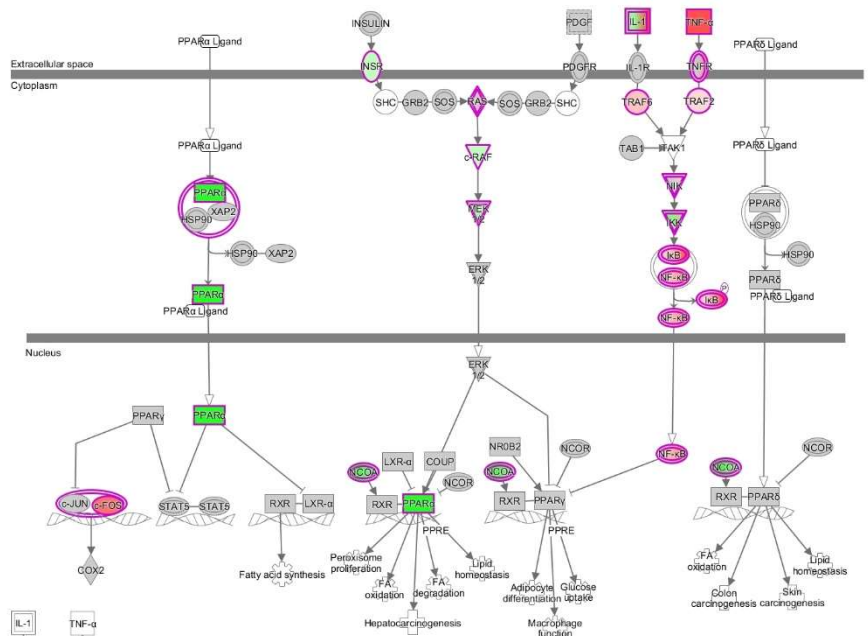 INSULIN
PDGF
IL-1
TNF-α
PPARα Ligand
PPARδ Ligand
Extracellular space
Cytoplasm
INSR
PDGFR
IL-1R
TNFR
SHC
GRB2
SOS
RAS
SOS
GRB2
SHC
TRAF6
TRAF2
PPARα Ligand
c-RAF
TAB1
TAK1
PPARδ Ligand
PPARα
XAP2
HSP90
MEK
1/2
NIK
IKK
PPARδ
HSP90
HSP90
XAP2
ERK
1/2
IκB
NF-κB
HSP90
PPARα
PPARα Ligand
P
IκB
NF-κB
PPARδ
PPARδ Ligand
Nucleus
ERK
1/2
PPARγ
PPARα
LXR-α
COUP
NR0B2
NCOR
NF-κB
NCOR
NCOA
NCOR
NCOA
NCOA
c-JUN
c-FOS
STAT5
STAT5
RXR
LXR-α
RXR
PPARα
RXR
PPARγ
RXR
PPARδ
PPRE
PPRE
COX2
Fatty acid synthesis
Peroxisome
proliferation
FA
oxidation
Hepatocarcinogenesis
FA
degradation
Lipid
homeostasis
Adipocyte
differentiation
Macrophage
function
Glucose
uptake
FA
oxidation
Colon
carcinogenesis
Skin
carcinogenesis
Lipid
homeostasis
IL-1
TNF-α